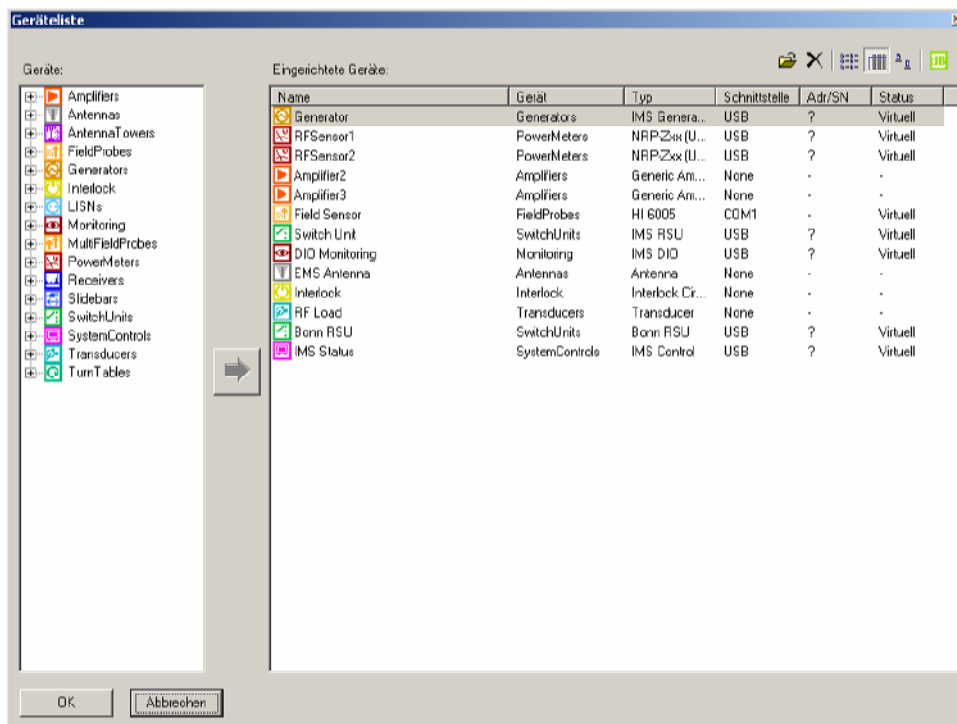 Geräteliste
Geräte:
Eingerichtete Geräte:
Amplifiers
Antennas
AntennaTowers
FieldProbes
Generators
Interlock
LISNs
Monitoring
MultiFieldProbes
PowerMeters
Receivers
Slidebars
SwitchUnits
SystemControls
Transducers
TurnTables
Name Gerät Typ Schnittstelle Adr/SN Status
Generator Generators IMS Genera... USB ? Virtuell
RFSensor1 PowerMeters NRP-Zxx (U... USB ? Virtuell
RFSensor2 PowerMeters NRP-Zxx (U... USB ? Virtuell
Amplifier2 Amplifiers Generic Am... None - -
Amplifier3 Amplifiers Generic Am... None - -
Field Sensor FieldProbes HI 6005 COM1 - Virtuell
Switch Unit SwitchUnits IMS RSU USB ? Virtuell
DIO Monitoring Monitoring IMS DIO USB ? Virtuell
EMS Antenna Antennas Antenna None - -
Interlock Interlock Interlock Cir... None - -
RF Load Transducers Transducer None - -
Bonn RSU SwitchUnits Bonn RSU USB ? Virtuell
IMS Status SystemControls IMS Control USB ? Virtuell
OK Abbrechen